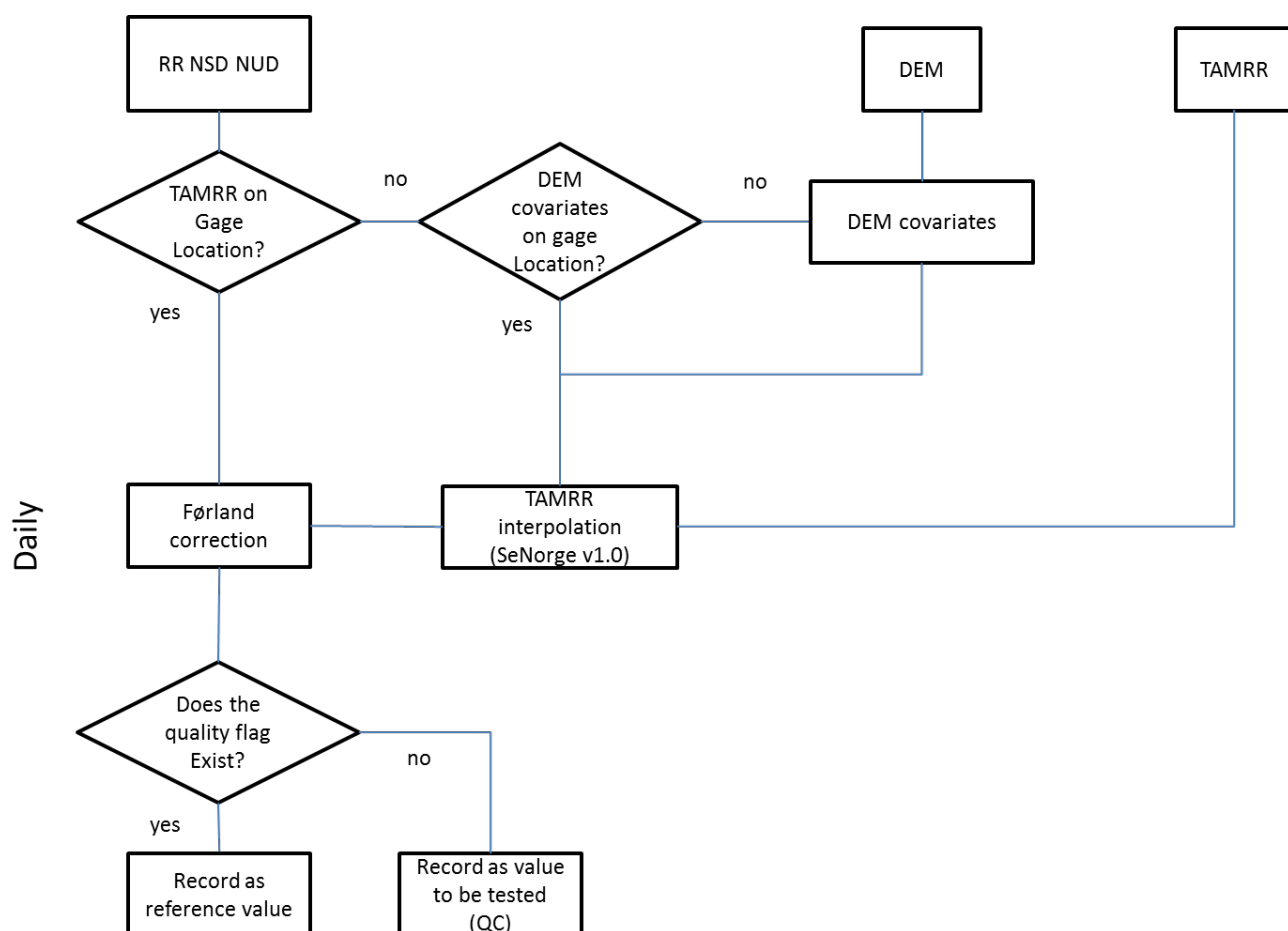 RR NSD NUD
DEM
TAMRR
TAMRR on
Gage
Location?
no
DEM
covariates
on gage
Location?
no
DEM covariates
yes
yes
Daily
Førland
correction
TAMRR
interpolation
(SeNorge v1.0)
Does the
quality flag
Exist?
no
yes
Record as
reference value
Record as value
to be tested
(QC)